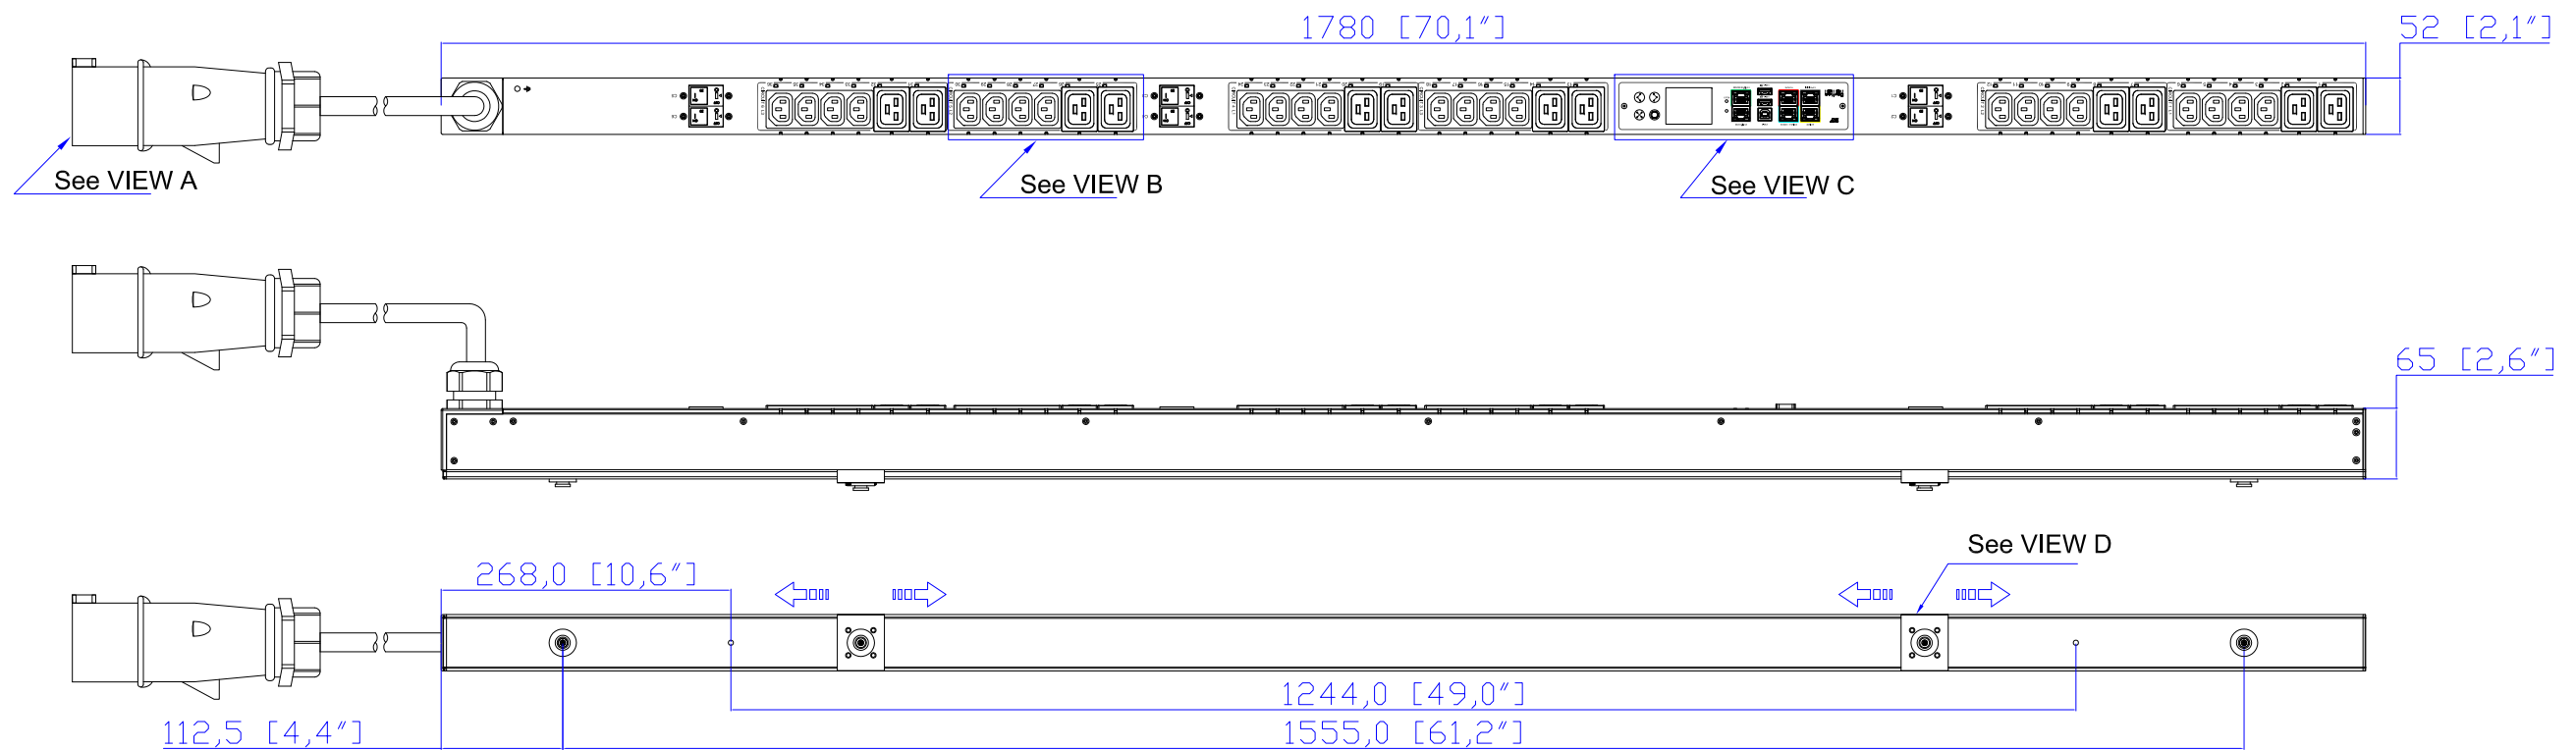 1780 [70,1"]
52 [2,1"]
See VIEW A
See VIEW B
See VIEW C
65 [2,6"]
See VIEW D
268,0 [10,6"]
1244,0 [49,0"]
112,5 [4,4"]
1555,0 [61,2"]